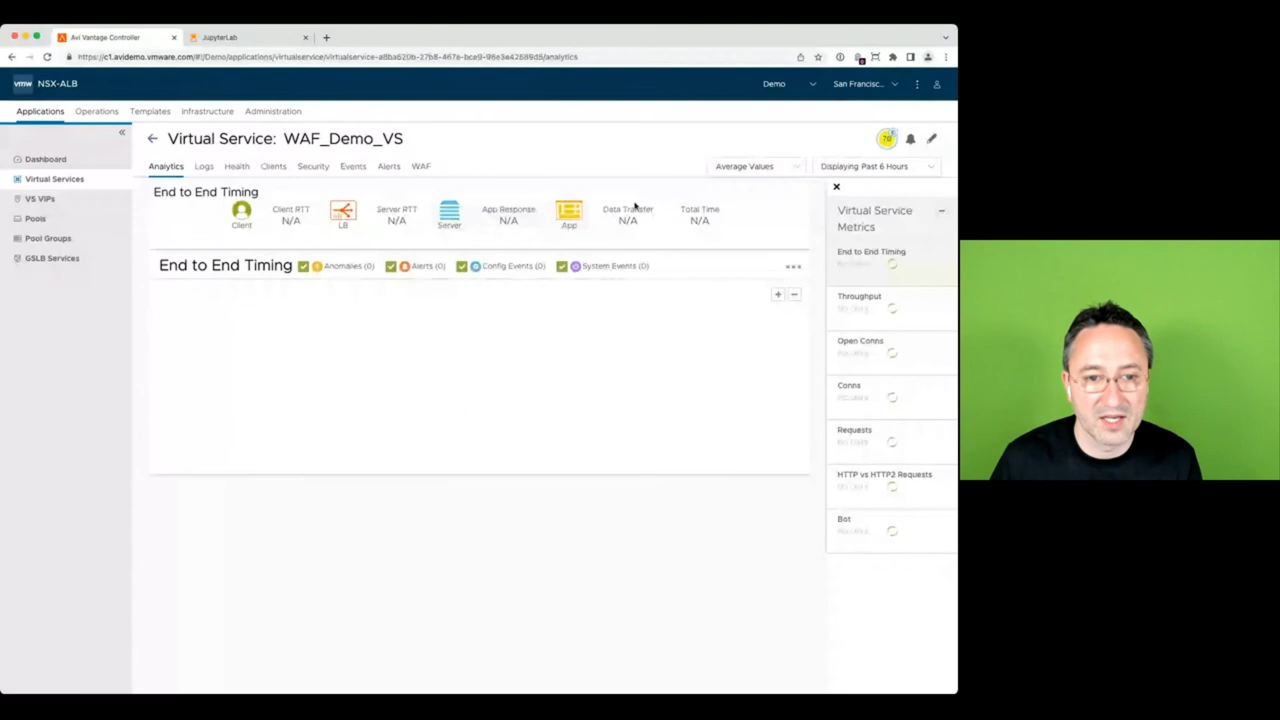 Avi Vantage Controller
JupyterLab
https://c1.avidemo.vmware.com/#!/Demo/applications/virtualservice/virtualservice-a8ba620b-27b8-467e-bce9-96e3e42589d5/analytics
vmw NSX-ALB
Demo
San Francisc...
Applications Operations Templates Infrastructure Administration
Dashboard
Virtual Services
VS VIPs
Pools
Pool Groups
GSLB Services
Virtual Service: WAF_Demo_VS
70
Analytics Logs Health Clients Security Events Alerts WAF
Average Values
Displaying Past 6 Hours
End to End Timing
Client
Client RTT
N/A
LB
Server RTT
N/A
Server
App Response
N/A
App
Data Transfer
N/A
Total Time
N/A
End to End Timing
Anomalies (0)
Alerts (0)
Config Events (0)
System Events (0)
Virtual Service
Metrics
End to End Timing
Throughput
Open Conns
Conns
Requests
HTTP vs HTTP2 Requests
Bot